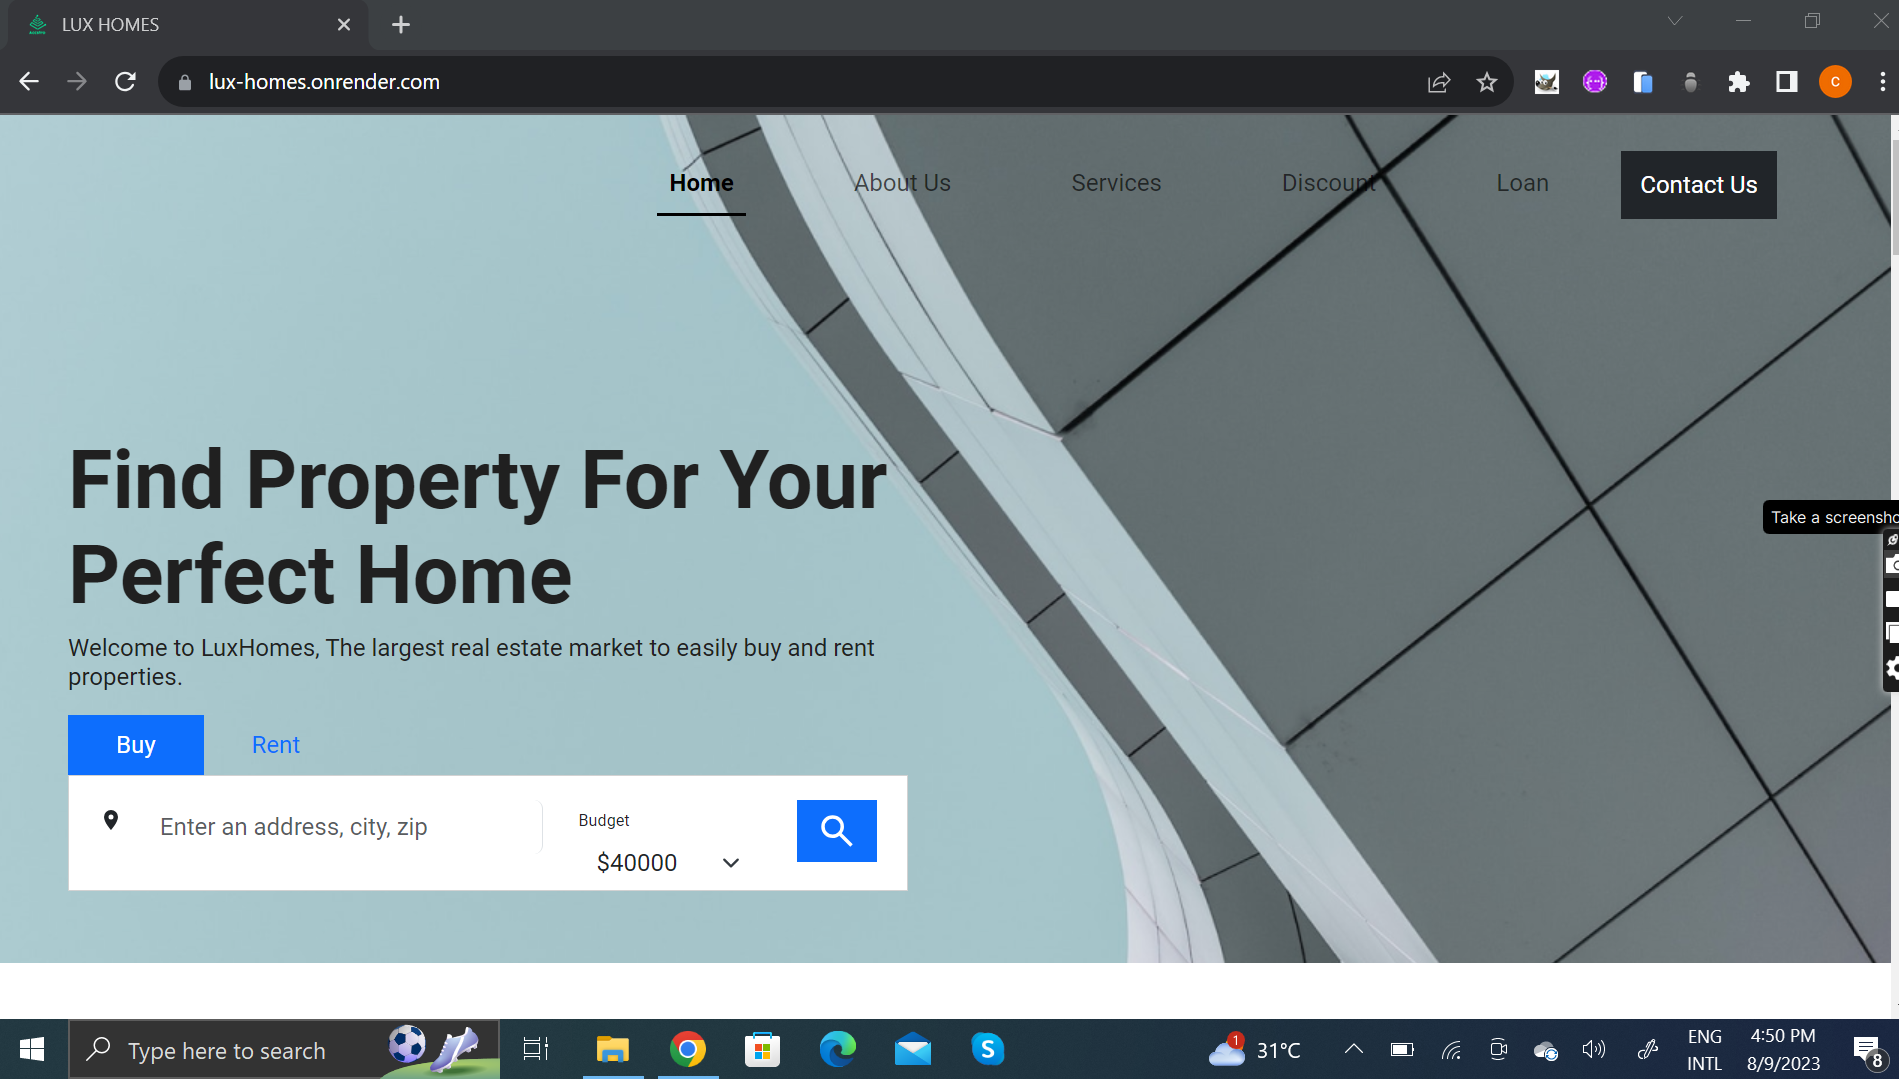 LUX HOMES
lux-homes.onrender.com
C
Home
About Us
Services
Discount
Loan
Contact Us
Find Property For Your
Perfect Home
Welcome to LuxHomes, The largest real estate market to easily buy and rent
properties.
Buy
Rent
Enter an address, city, zip
Budget
$40000
Take a
Type here to search
S
1
31°C
ENG
INTL
4:50 PM
8/9/2023
8